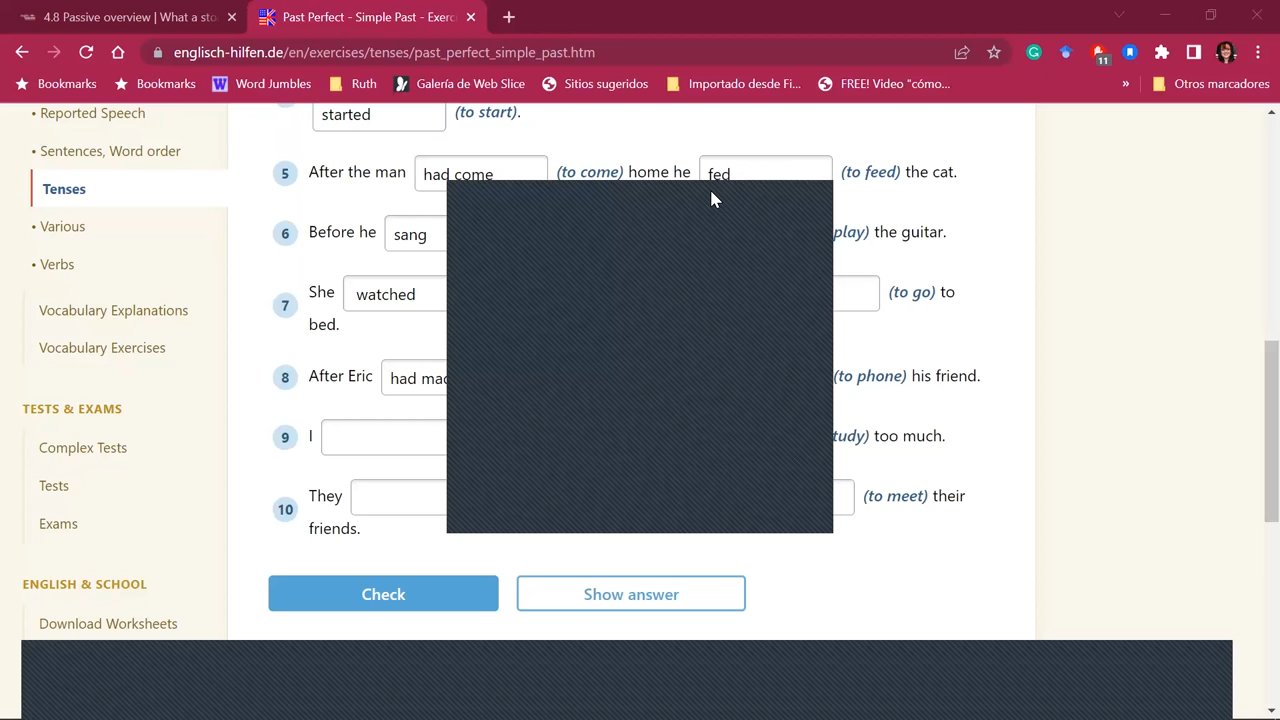 4.8 Passive overview | What a sto
Past Perfect - Simple Past - Exerc
englisch-hilfen.de/en/exercises/tenses/past_perfect_simple_past.htm
11
Bookmarks Bookmarks Word Jumbles Ruth Galería de Web Slice Sitios sugeridos Importado desde Fi... FREE! Video "cómo... » Otros marcadores
• Reported Speech
• Sentences, Word order
Tenses
• Various
• Verbs
Vocabulary Explanations
Vocabulary Exercises
TESTS & EXAMS
Complex Tests
Tests
Exams
ENGLISH & SCHOOL
Download Worksheets
started (to start).
5 After the man had come (to come) home he fed (to feed) the cat.
6 Before he sang play) the guitar.
7 She watched (to go) to
bed.
8 After Eric had mad (to phone) his friend.
9 I tudy) too much.
10 They (to meet) their
friends.
Check Show answer